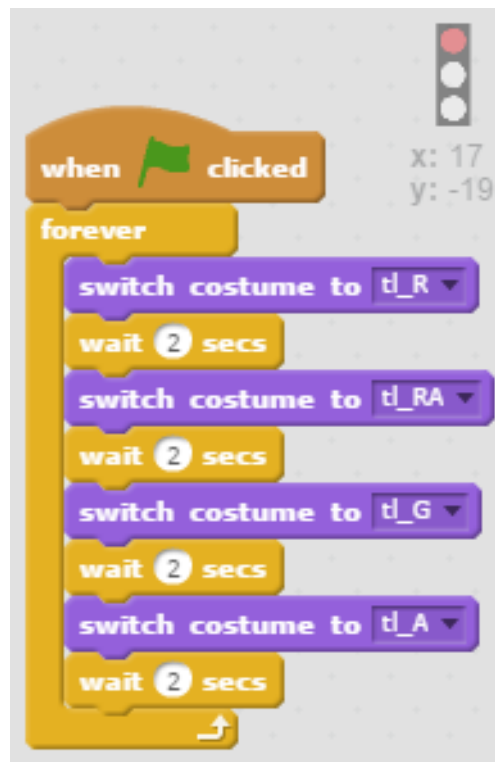 when clicked
x: 17
y: -19
forever
switch costume to tl_R
wait 2 secs
switch costume to tl_RA
wait 2 secs
switch costume to tl_G
wait 2 secs
switch costume to tl_A
wait 2 secs